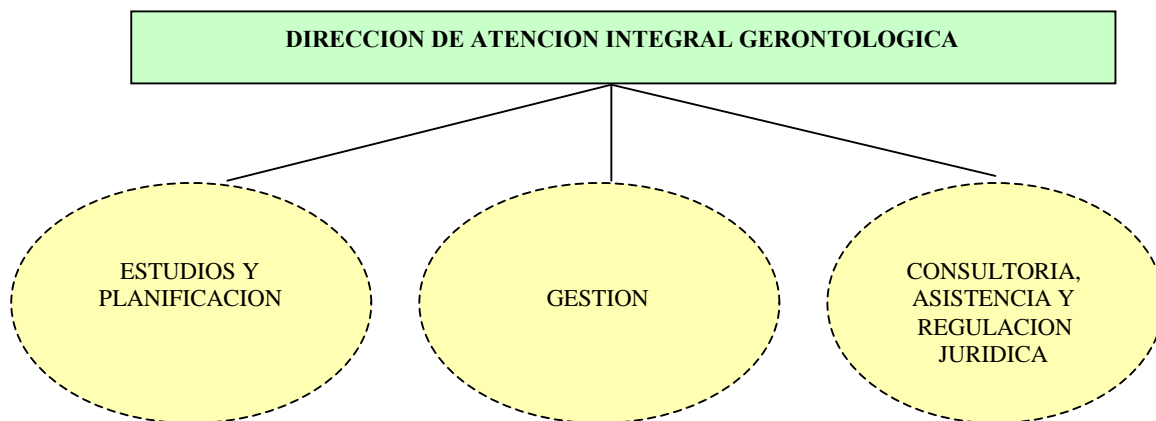 DIRECCION DE ATENCION INTEGRAL GERONTOLOGICA
ESTUDIOS Y
PLANIFICACION
GESTION
CONSULTORIA,
ASISTENCIA Y
REGULACION
JURIDICA